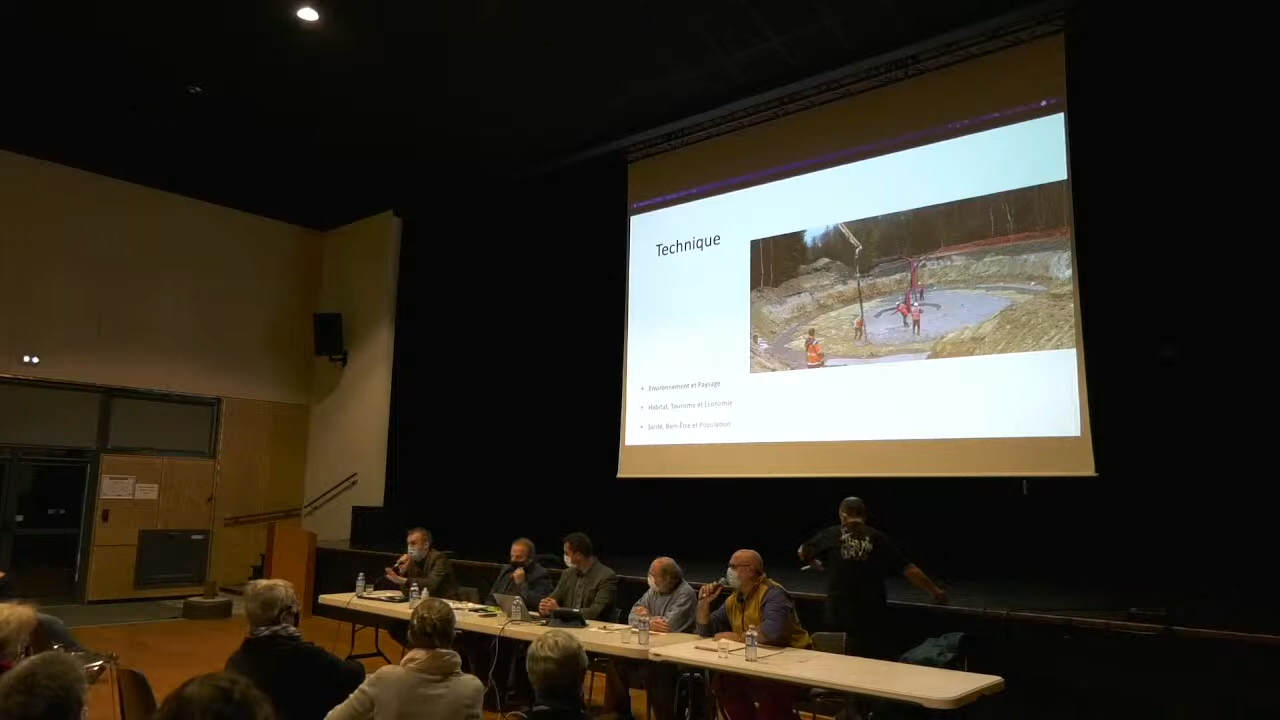 Technique
• Environnement et Paysage
• Habitat, Tourisme et Economie
• Santé, Bien-Être et Population